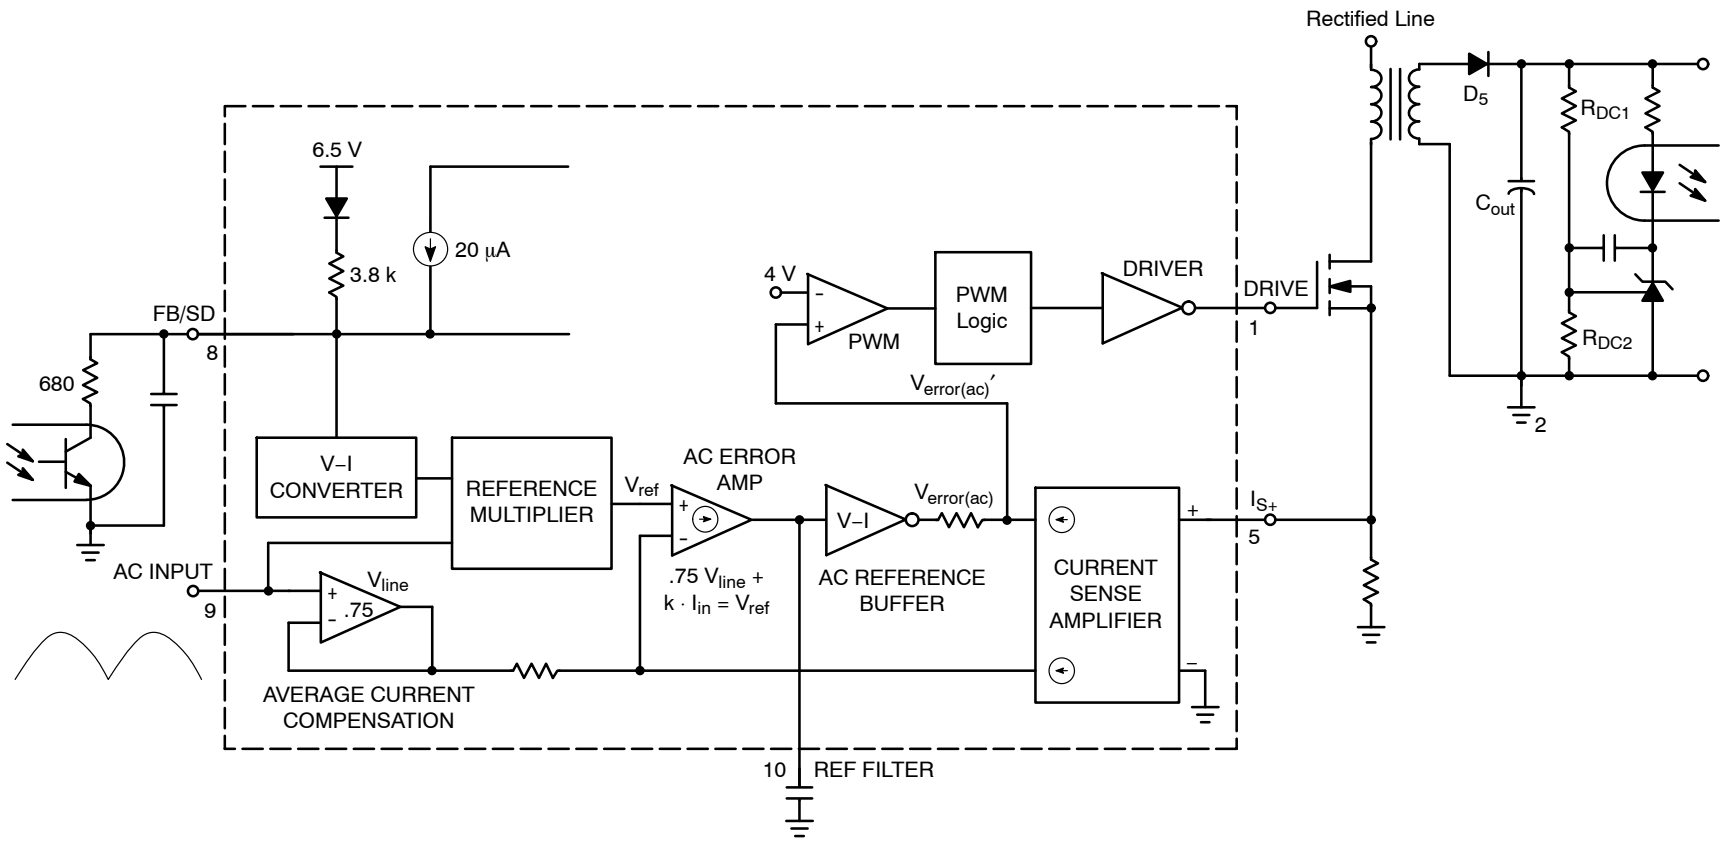 Rectified Line
D5
RDC1
Cout
RDC2
2
6.5 V
3.8 k
20 μA
FB/SD
8
680
4 V
−
+
PWM
PWM
Logic
DRIVER
DRIVE
1
Verror(ac)′
V−I
CONVERTER
REFERENCE
MULTIPLIER
Vref
AC ERROR
AMP
+
−
.75 Vline +
k · Iin = Vref
V−I
Verror(ac)
AC REFERENCE
BUFFER
CURRENT
SENSE
AMPLIFIER
+
−
IS+
5
AC INPUT
9
Vline
+
−
.75
AVERAGE CURRENT
COMPENSATION
10
REF FILTER